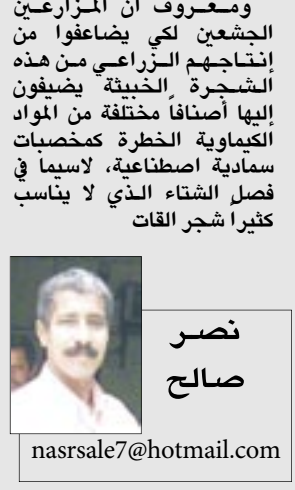 ومعروف أن المزارعين
الجشعين لكي يضاعفوا من
إنتاجهم الزراعي من هذه
الشجرة الخبيثة يضيفون
إليها أصنافاً مختلفة من المواد
الكيماوية الخطرة كمخصبات
سمادية اصطناعية، لاسيما في
فصل الشتاء الذي لا يناسب
كثيراً شجر القات
نصر
صالح
nasrsale7@hotmail.com